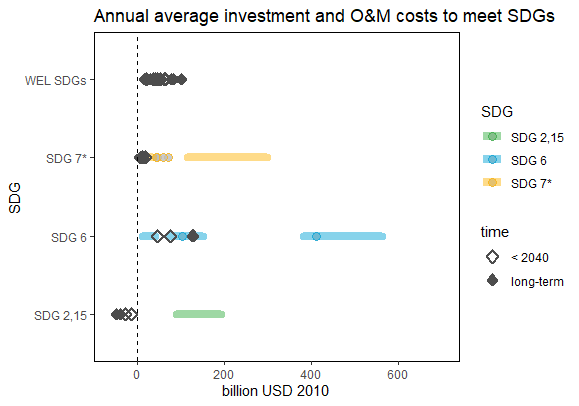 Annual average investment and O&M costs to meet SDGs
WEL SDGs
SDG 7*
SDG 6
SDG 2,15
SDG
0
200
400
600
billion USD 2010
SDG
SDG 2,15
SDG 6
SDG 7*
time
< 2040
long-term